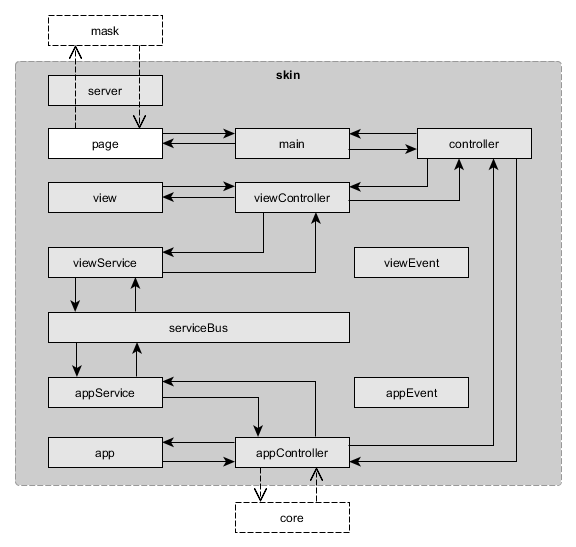 mask
skin
server
page
main
controller
view
viewController
viewService
viewEvent
serviceBus
appService
appEvent
app
appController
core